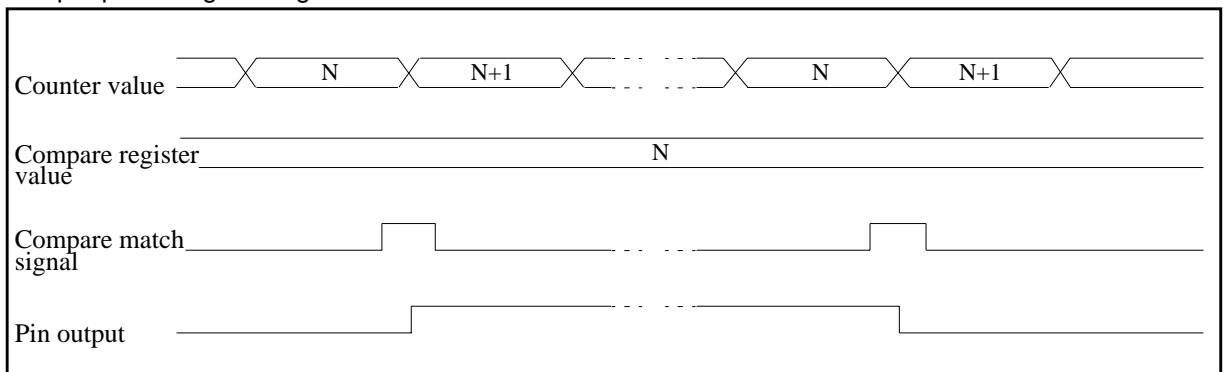 Counter value N N+1 N N+1
Compare register N
value
Compare match
signal
Pin output